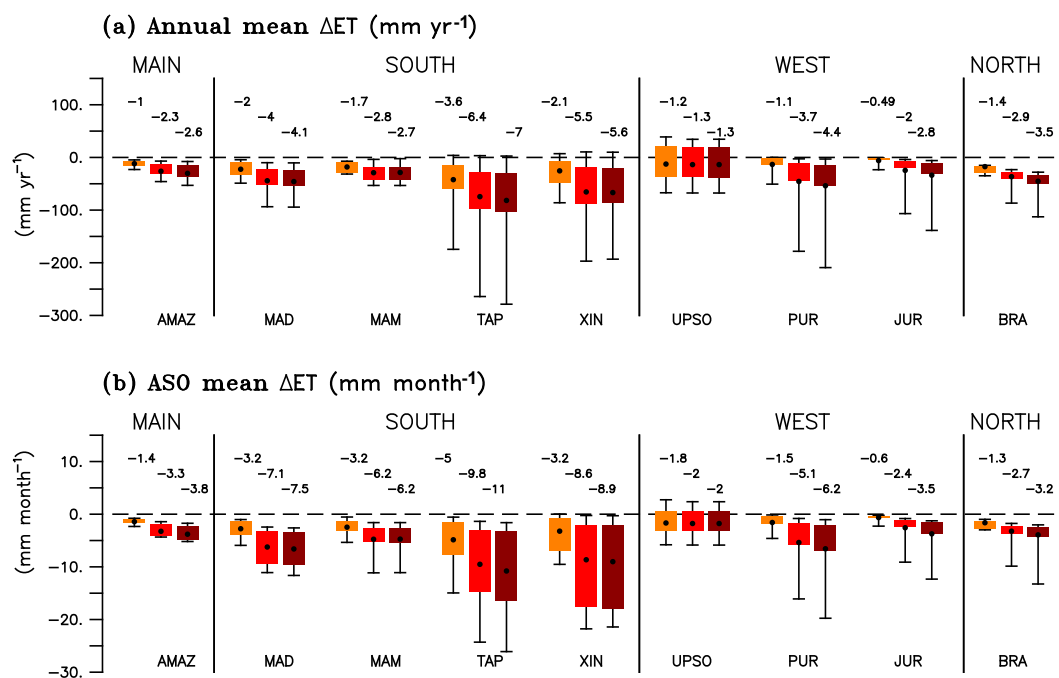 (a) Annual mean ΔET (mm yr⁻¹)
MAIN SOUTH WEST NORTH
100. −1 −2 −1.7 −3.6 −2.1 −1.2 −1.1 −0.49 −1.4
−2.3 −4 −2.8 −6.4 −5.5 −1.3 −3.7 −2 −2.9
−2.6 −4.1 −2.7 −7 −5.6 −1.3 −4.4 −2.8 −3.5
0.
−100.
−200.
−300.
(mm yr⁻¹)
AMAZ MAD MAM TAP XIN UPSO PUR JUR BRA
(b) ASO mean ΔET (mm month⁻¹)
MAIN SOUTH WEST NORTH
10. −1.4 −3.2 −3.2 −5 −3.2 −1.8 −1.5 −0.6 −1.3
−3.3 −7.1 −6.2 −9.8 −8.6 −2 −5.1 −2.4 −2.7
−3.8 −7.5 −6.2 −11 −8.9 −2 −6.2 −3.5 −3.2
0.
−10.
−20.
−30.
(mm month⁻¹)
AMAZ MAD MAM TAP XIN UPSO PUR JUR BRA